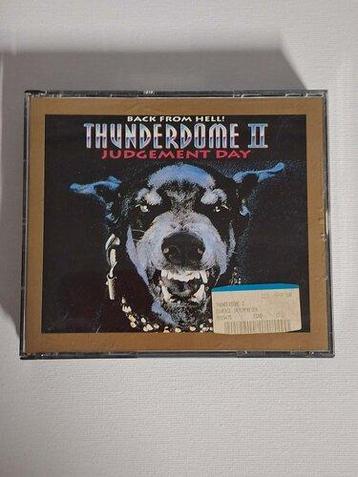 BACK FROM HELL!
THUNDERDOME II
JUDGEMENT DAY
THUNDERDOME 2